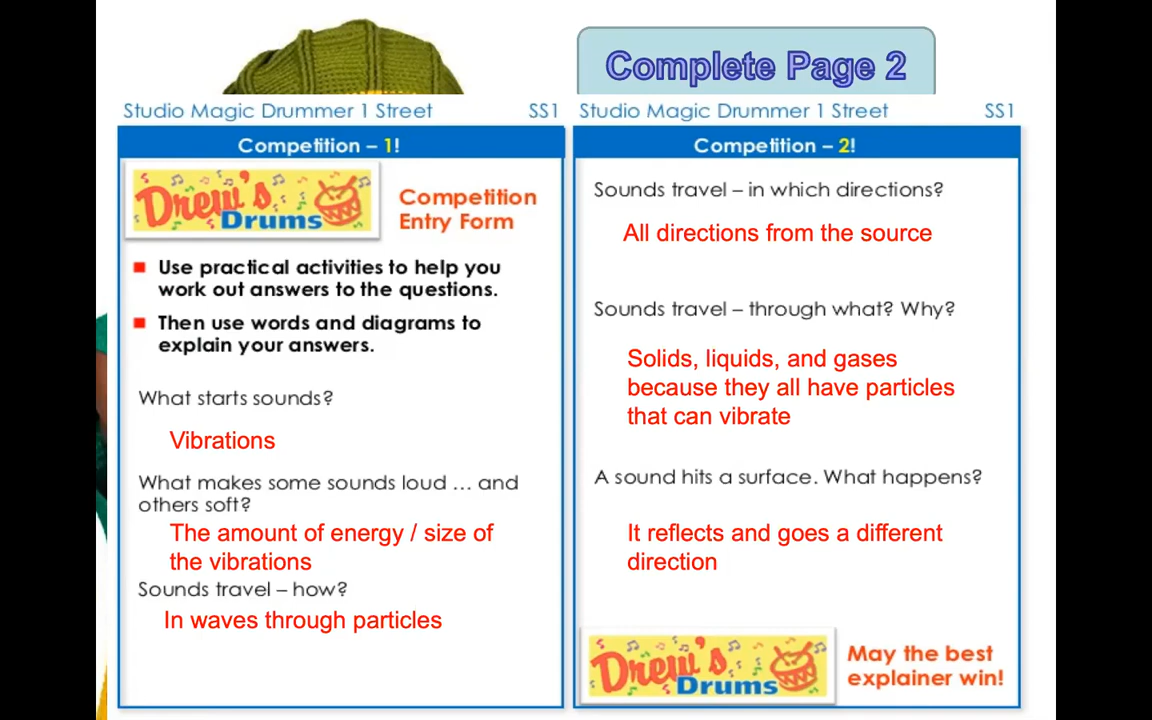 Complete Page 2
Studio Magic Drummer 1 Street SS1
Competition – 1!
Drew's
Drums
Competition
Entry Form
Use practical activities to help you
work out answers to the questions.
Then use words and diagrams to
explain your answers.
What starts sounds?
Vibrations
What makes some sounds loud … and
others soft?
The amount of energy / size of
the vibrations
Sounds travel – how?
In waves through particles
Studio Magic Drummer 1 Street SS1
Competition – 2!
Sounds travel – in which directions?
All directions from the source
Sounds travel – through what? Why?
Solids, liquids, and gases
because they all have particles
that can vibrate
A sound hits a surface. What happens?
It reflects and goes a different
direction
Drew's
Drums
May the best
explainer win!